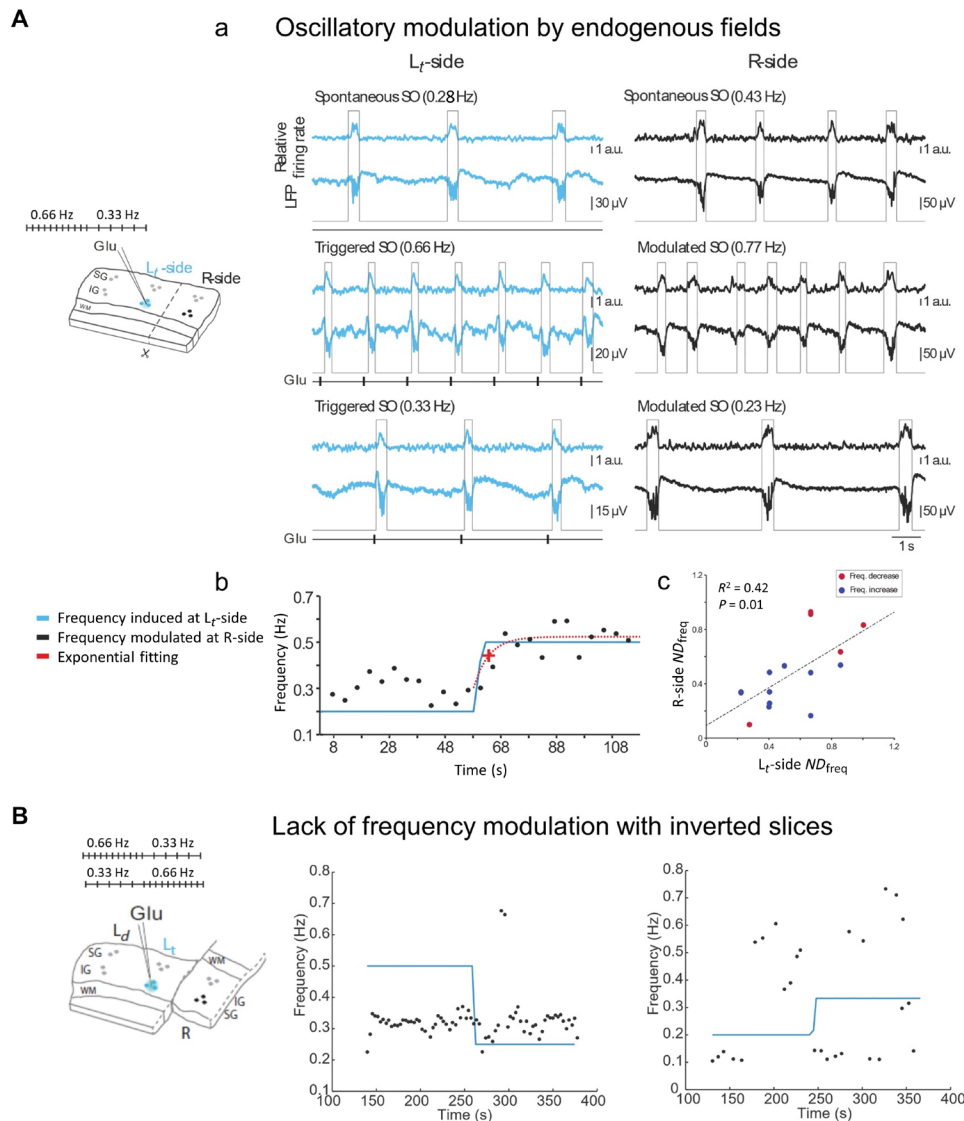 A
a Oscillatory modulation by endogenous fields
Lt-side
R-side
Spontaneous SO (0.28 Hz)
Spontaneous SO (0.43 Hz)
Relative firing rate
LFP
1 a.u.
30 µV
1 a.u.
50 µV
0.66 Hz 0.33 Hz
Glu
Lt-side
R-side
SG
IG
WM
X
Triggered SO (0.66 Hz)
Modulated SO (0.77 Hz)
1 a.u.
20 µV
1 a.u.
50 µV
Glu
Triggered SO (0.33 Hz)
Modulated SO (0.23 Hz)
1 a.u.
15 µV
1 a.u.
50 µV
Glu
1 s
b
Frequency induced at Lt-side
Frequency modulated at R-side
Exponential fitting
Frequency (Hz)
0.7
0.5
0.3
0.1
8 28 48 68 88 108
Time (s)
c
R² = 0.42
P = 0.01
Freq. decrease
Freq. increase
R-side NDfreq
1.2
0.8
0.4
0
0 0.4 0.8 1.2
Lt-side NDfreq
B
Lack of frequency modulation with inverted slices
0.66 Hz 0.33 Hz
0.33 Hz 0.66 Hz
Glu
Ld
Lt
SG
IG
WM
WM
IG
SG
R
Frequency (Hz)
0.8
0.7
0.6
0.5
0.4
0.3
0.2
0.1
100 150 200 250 300 350 400
Time (s)
Frequency (Hz)
0.8
0.7
0.6
0.5
0.4
0.3
0.2
0.1
0
100 150 200 250 300 350 400
Time (s)